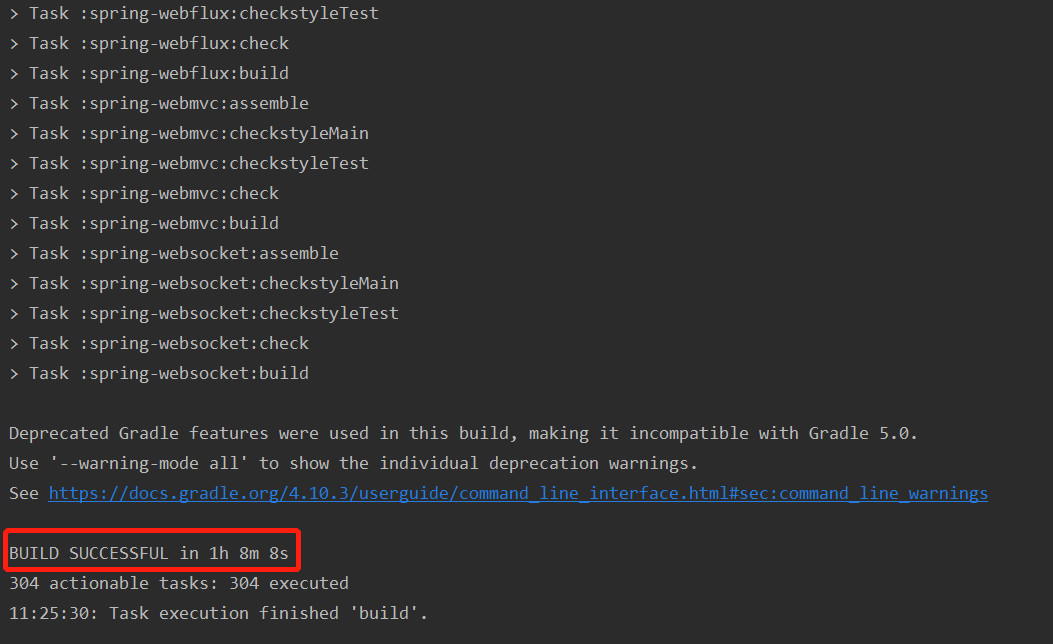 > Task :spring-webflux:checkstyleTest
> Task :spring-webflux:check
> Task :spring-webflux:build
> Task :spring-webmvc:assemble
> Task :spring-webmvc:checkstyleMain
> Task :spring-webmvc:checkstyleTest
> Task :spring-webmvc:check
> Task :spring-webmvc:build
> Task :spring-websocket:assemble
> Task :spring-websocket:checkstyleMain
> Task :spring-websocket:checkstyleTest
> Task :spring-websocket:check
> Task :spring-websocket:build
Deprecated Gradle features were used in this build, making it incompatible with Gradle 5.0.
Use '--warning-mode all' to show the individual deprecation warnings.
See https://docs.gradle.org/4.10.3/userguide/command_line_interface.html#sec:command_line_warnings
BUILD SUCCESSFUL in 1h 8m 8s
304 actionable tasks: 304 executed
11:25:30: Task execution finished 'build'.